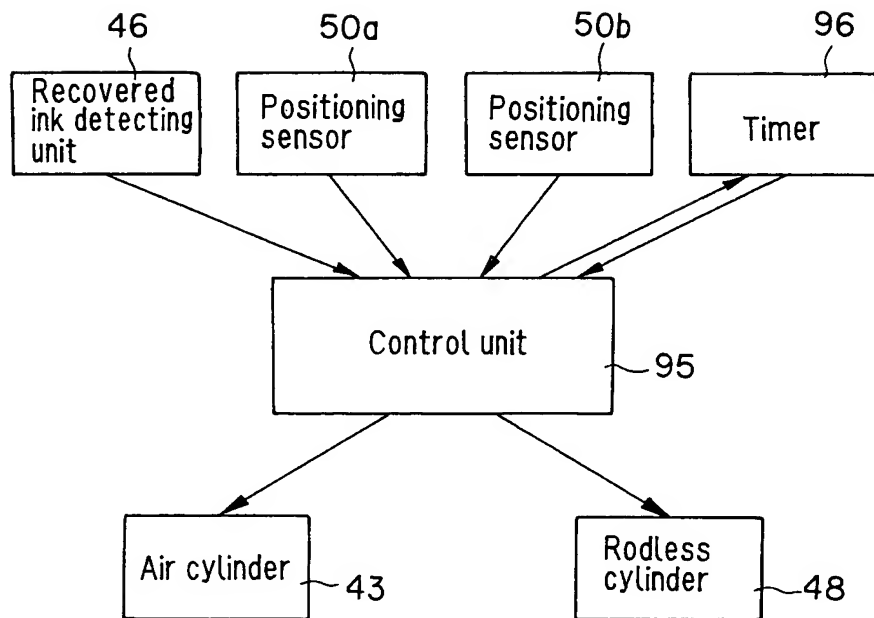 46
50a
50b
96
Recovered
ink detecting
unit
Positioning
sensor
Positioning
sensor
Timer
Control unit
95
Air cylinder
43
Rodless
cylinder
48